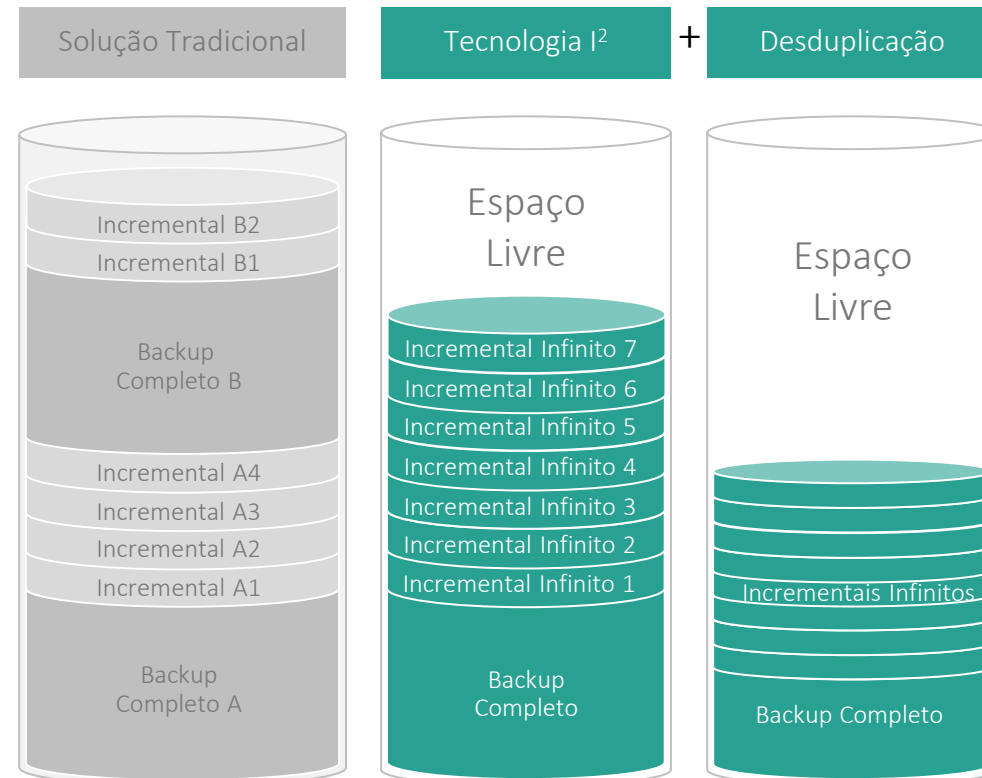 Solução Tradicional
Tecnologia I²
+
Desduplicação
Incremental B2
Incremental B1
Backup
Completo B
Incremental A4
Incremental A3
Incremental A2
Incremental A1
Backup
Completo A
Espaço
Livre
Incremental Infinito 7
Incremental Infinito 6
Incremental Infinito 5
Incremental Infinito 4
Incremental Infinito 3
Incremental Infinito 2
Incremental Infinito 1
Backup
Completo
Espaço
Livre
Incrementais Infinitos
Backup Completo